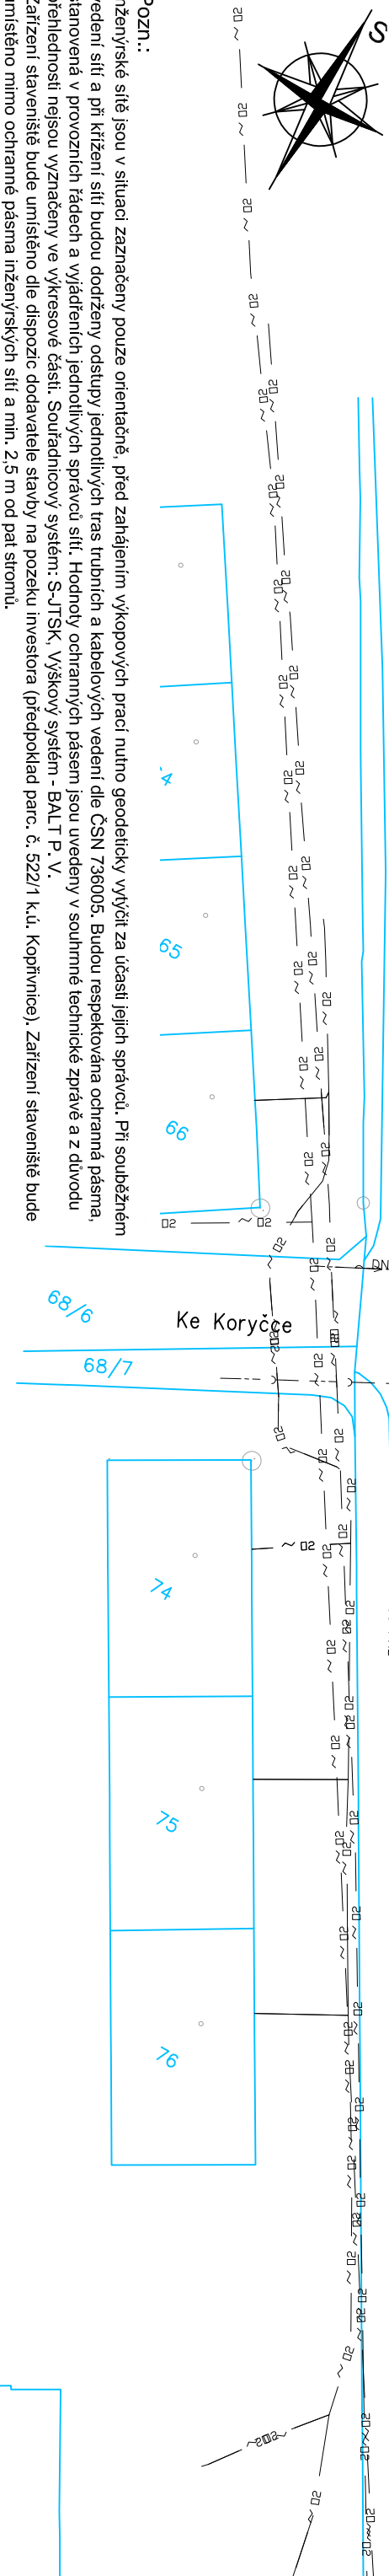 Pozn.:
nženýrské sítě jsou v situaci zaznačeny pouze orientačně, před zahájením výkopových prací nutno geodeticky vytýčit za účasti jejich správců. Při souběžném
vedení sítí a při křížení sítí budou dodrženy odstupy jednotlivých tras trubních a kabelových vedení dle ČSN 736005. Budou respektována ochranná pásma,
stanovená v provozních řádech a vyjádřeních jednotlivých správců sítí. Hodnoty ochranných pásem jsou uvedeny v souhrnné technické zprávě a z důvodu
přehlednosti nejsou vyznačeny ve výkresové části. Souřadnicový systém: S-JTSK, Výškový systém - BALT P. V.
Zařízení staveniště bude umístěno dle dispozic dodavatele stavby na pozeku investora (předpoklad parc. č. 522/1 k.ú. Kopřivnice). Zařízení staveniště bude
umístěno mimo ochranné pásma inženýrských sítí a min. 2,5 m od pat stromů.
S
65
66
DN
68/6
Ke Koryčce
68/7
74
75
76